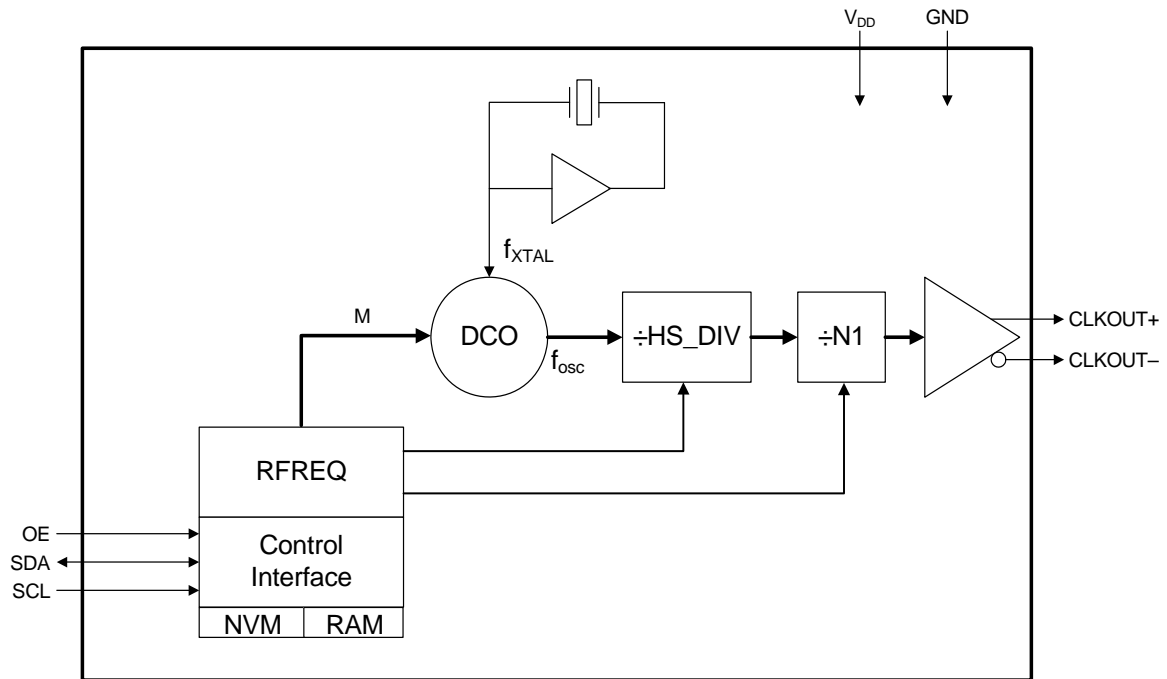 VDD GND
fXTAL
M
DCO
fosc
÷HS_DIV
÷N1
CLKOUT+
CLKOUT–
RFREQ
OE
SDA
SCL
Control
Interface
NVM RAM